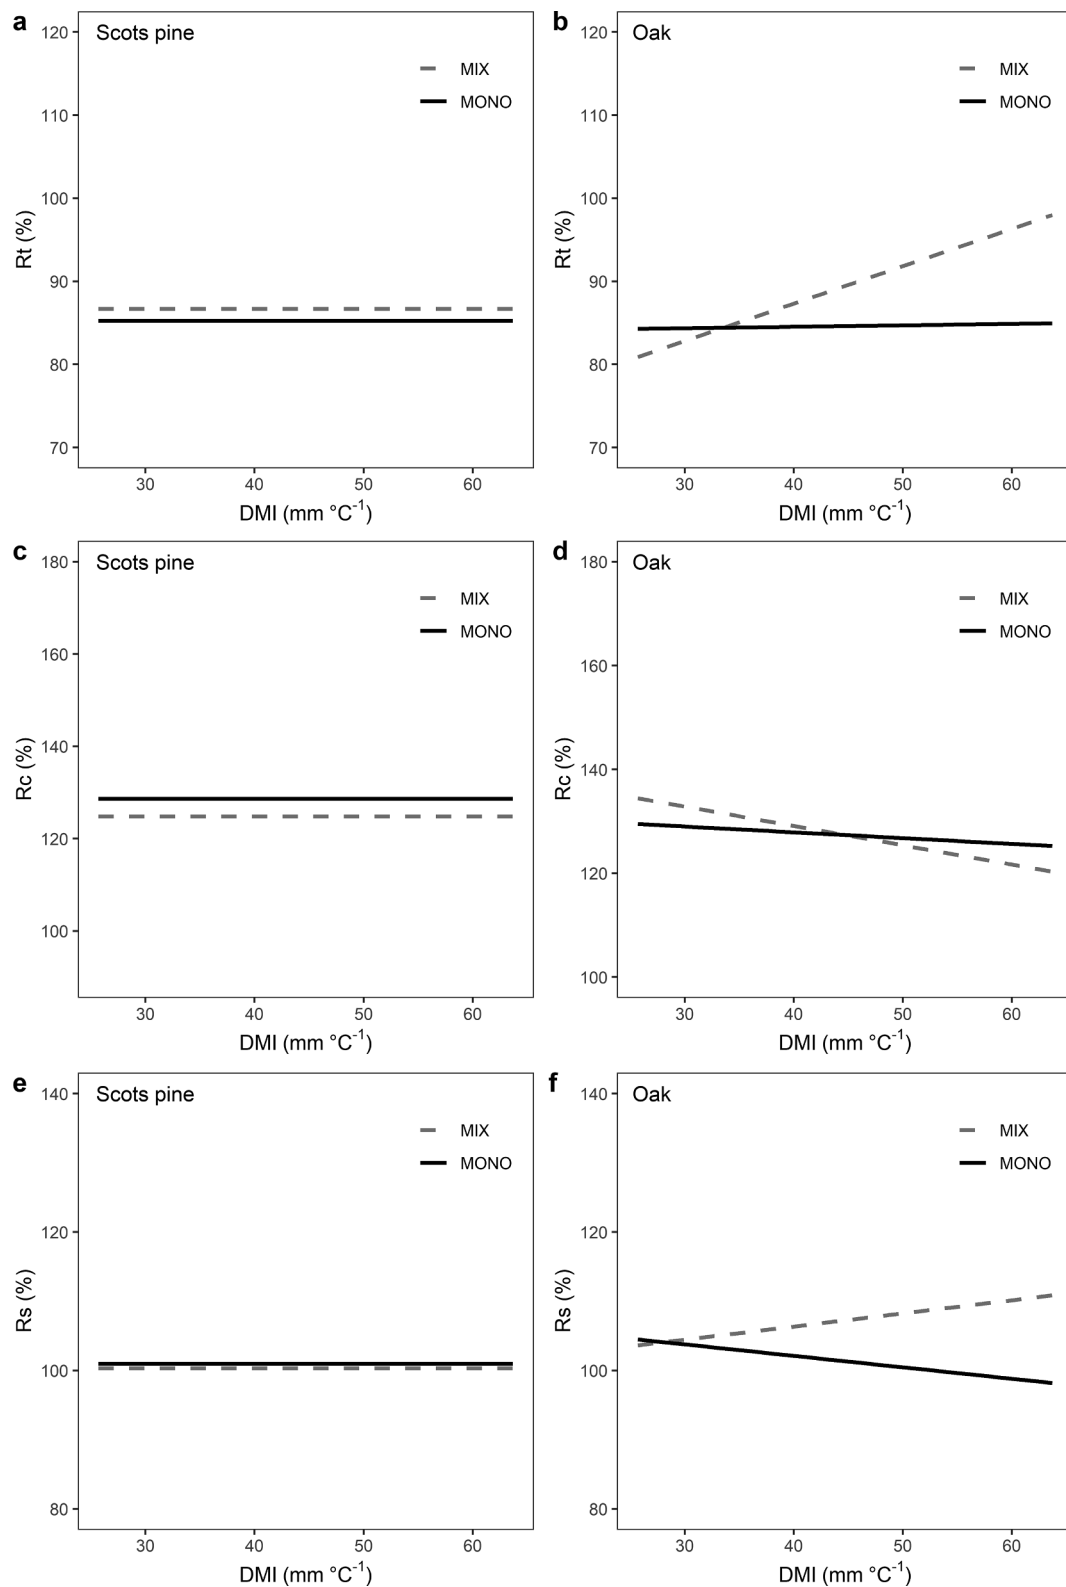 a
Scots pine
MIX
MONO
120
110
100
90
80
70
Rt (%)
30 40 50 60
DMI (mm °C⁻¹)
b
Oak
MIX
MONO
120
110
100
90
80
70
Rt (%)
30 40 50 60
DMI (mm °C⁻¹)
c
Scots pine
MIX
MONO
180
160
140
120
100
Rc (%)
30 40 50 60
DMI (mm °C⁻¹)
d
Oak
MIX
MONO
180
160
140
120
100
Rc (%)
30 40 50 60
DMI (mm °C⁻¹)
e
Scots pine
MIX
MONO
140
120
100
80
Rs (%)
30 40 50 60
DMI (mm °C⁻¹)
f
Oak
MIX
MONO
140
120
100
80
Rs (%)
30 40 50 60
DMI (mm °C⁻¹)